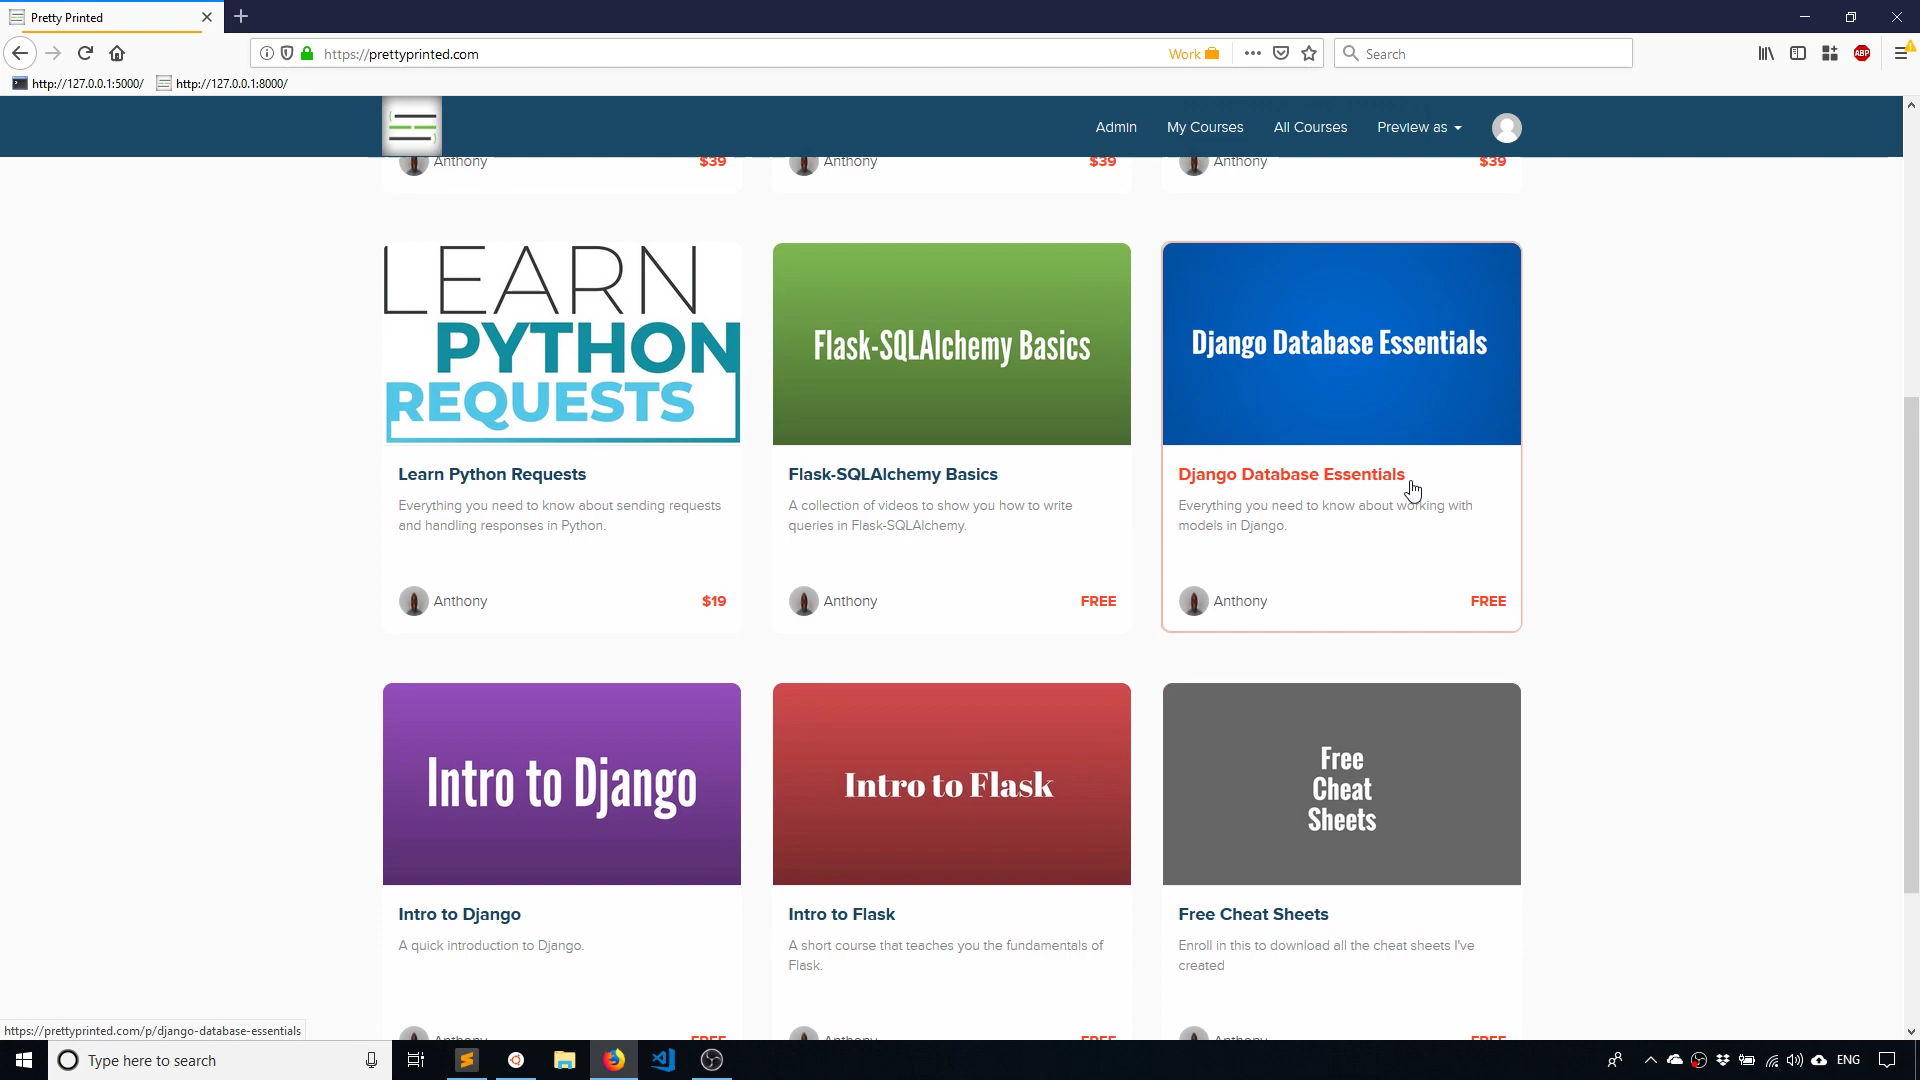 Pretty Printed
https://prettyprinted.com
Work
Search
http://127.0.0.1:5000/
http://127.0.0.1:8000/
ABP
Admin
My Courses
All Courses
Preview as
Anthony
$39
Anthony
$39
Anthony
$39
LEARN
PYTHON
REQUESTS
Flask-SQLAlchemy Basics
Django Database Essentials
Learn Python Requests
Everything you need to know about sending requests
and handling responses in Python.
Anthony
$19
Flask-SQLAlchemy Basics
A collection of videos to show you how to write
queries in Flask-SQLAlchemy.
Anthony
FREE
Django Database Essentials
Everything you need to know about working with
models in Django.
Anthony
FREE
Intro to Django
Intro to Flask
Free
Cheat
Sheets
Intro to Django
A quick introduction to Django.
Anthony
FREE
Intro to Flask
A short course that teaches you the fundamentals of
Flask.
Anthony
FREE
Free Cheat Sheets
Enroll in this to download all the cheat sheets I've
created
Anthony
FREE
https://prettyprinted.com/p/django-database-essentials
Type here to search
ENG